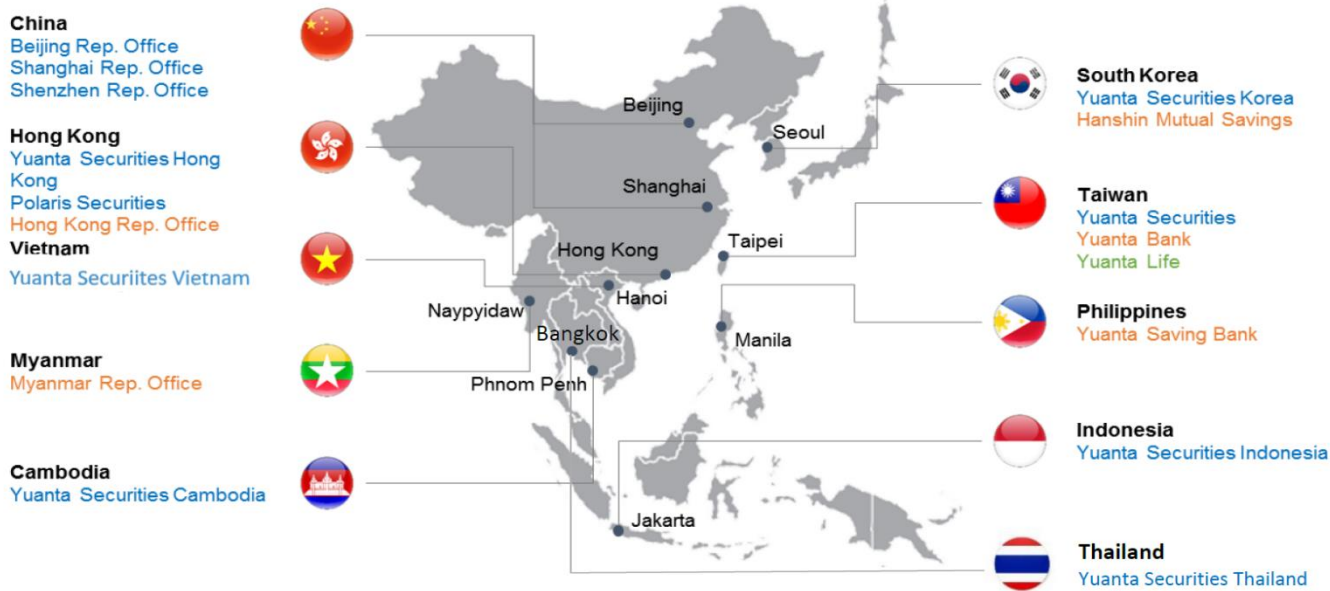 China
Beijing Rep. Office
Shanghai Rep. Office
Shenzhen Rep. Office
Hong Kong
Yuanta Securities Hong
Kong
Polaris Securities
Hong Kong Rep. Office
Vietnam
Yuanta Securiites Vietnam
Myanmar
Myanmar Rep. Office
Cambodia
Yuanta Securities Cambodia
Beijing
Seoul
Shanghai
Hong Kong
Taipei
Hanoi
Naypyidaw
Bangkok
Manila
Phnom Penh
Jakarta
South Korea
Yuanta Securities Korea
Hanshin Mutual Savings
Taiwan
Yuanta Securities
Yuanta Bank
Yuanta Life
Philippines
Yuanta Saving Bank
Indonesia
Yuanta Securities Indonesia
Thailand
Yuanta Securities Thailand